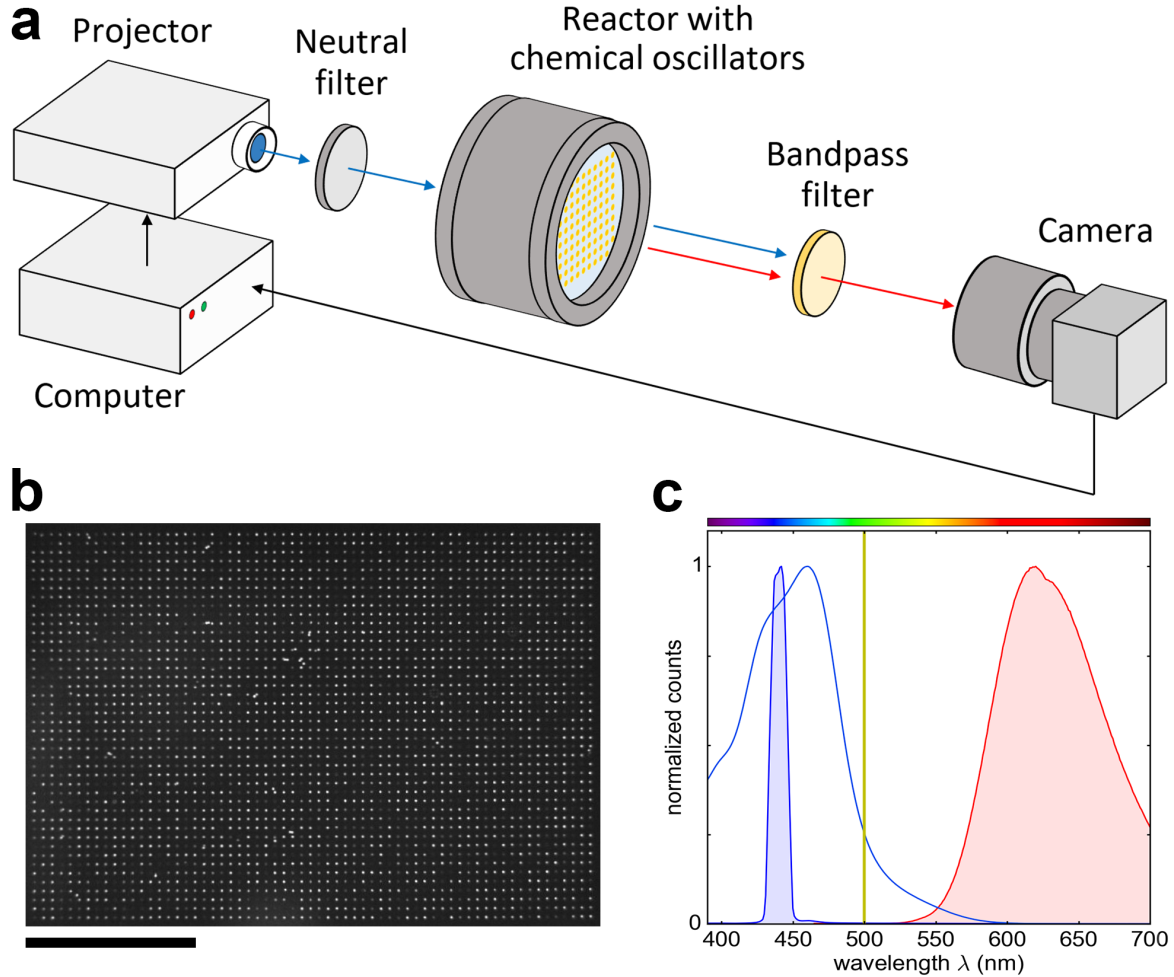 a
Projector
Neutral
filter
Reactor with
chemical oscillators
Bandpass
filter
Camera
Computer
b
c
1
0
normalized counts
400 450 500 550 600 650 700
wavelength λ (nm)